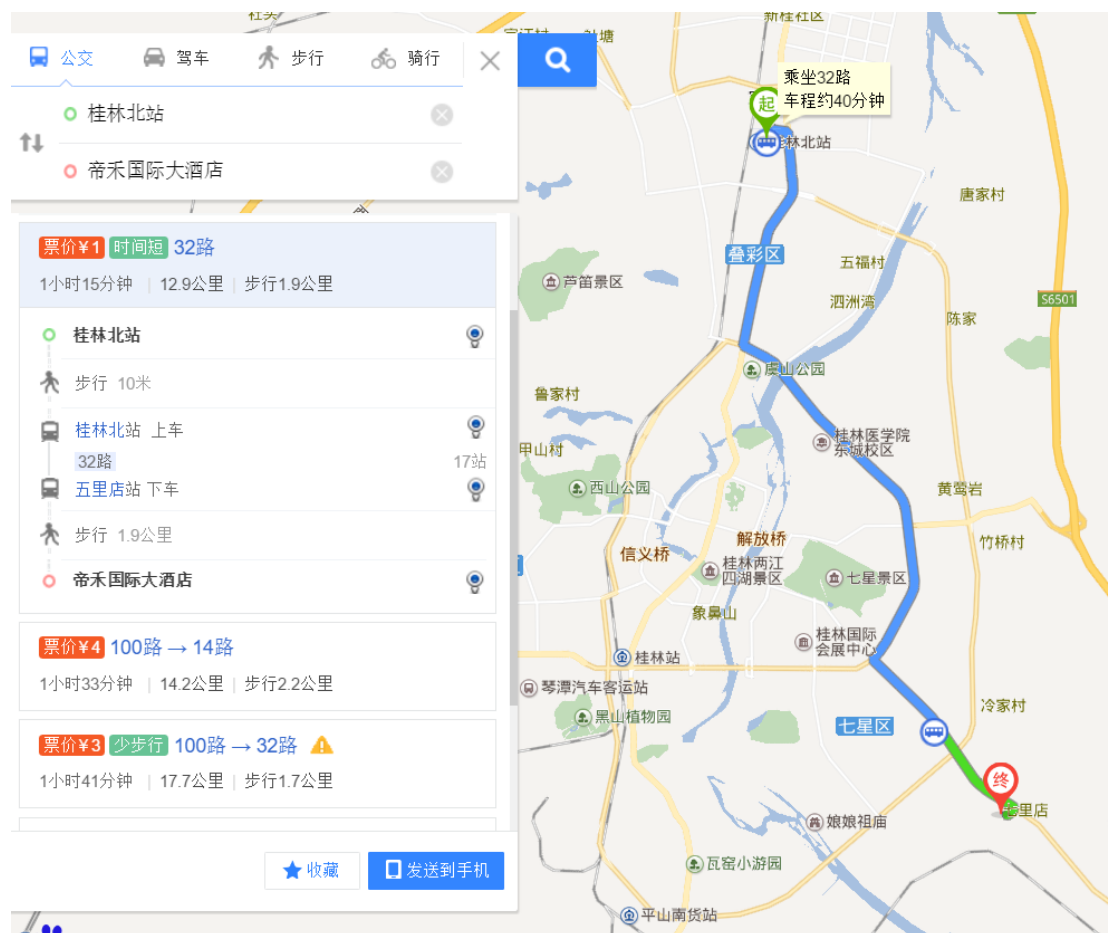 公交
驾车
步行
骑行
桂林北站
帝禾国际大酒店
票价¥1 时间短 32路
1小时15分钟 | 12.9公里 | 步行1.9公里
桂林北站
步行 10米
桂林北站 上车
32路 17站
五里店站 下车
步行 1.9公里
帝禾国际大酒店
票价¥4 100路 → 14路
1小时33分钟 | 14.2公里 | 步行2.2公里
票价¥3 少步行 100路 → 32路
1小时41分钟 | 17.7公里 | 步行1.7公里
收藏
发送到手机
新桂社区
乘坐32路
车程约40分钟
起
桂林北站
唐家村
叠彩区
五福村
芦笛景区
泗洲湾
S6501
陈家
虞山公园
鲁家村
桂林医学院
东城校区
甲山村
西山公园
黄莺岩
解放桥
竹桥村
信义桥
桂林两江
四湖景区
七星景区
象鼻山
桂林国际
会展中心
桂林站
琴潭汽车客运站
冷家村
黑山植物园
七星区
终
七里店
娘娘祖庙
瓦窑小游园
平山南货站